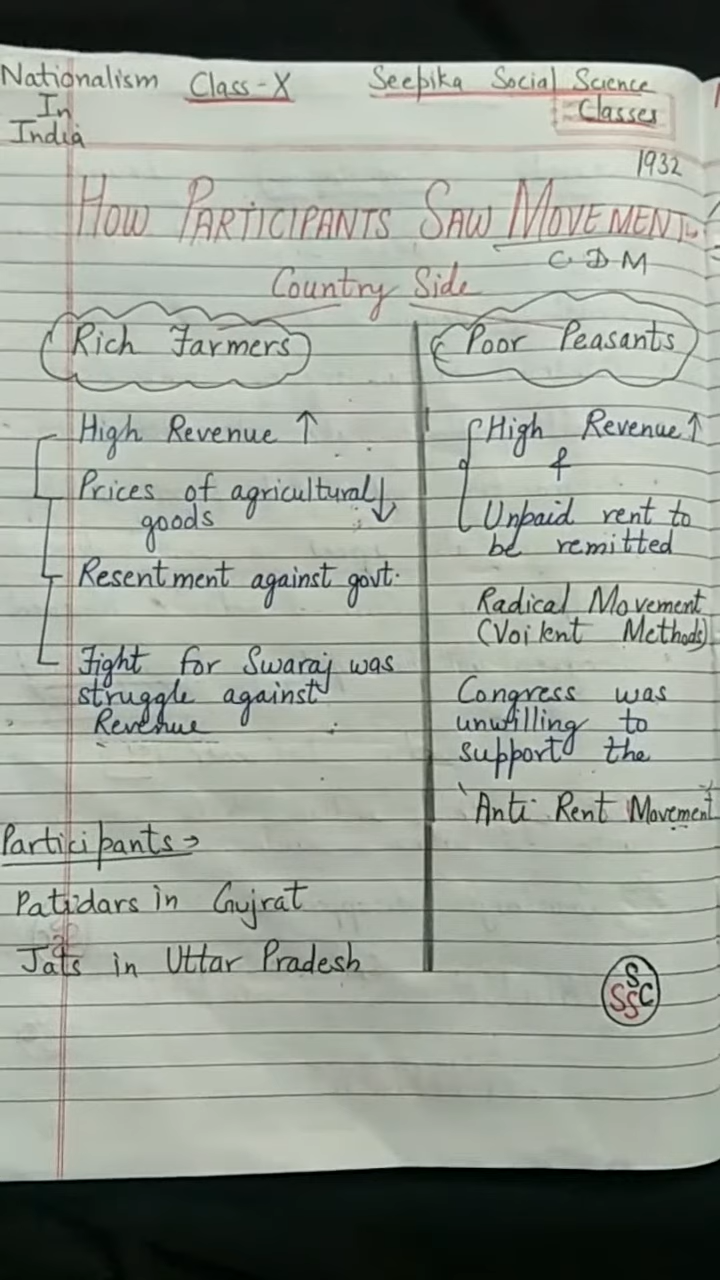 Nationalism Class-X Seepika Social Science
In Classes
India
1932
HOW PARTICIPANTS SAW MOVEMENT
C D M
Country Side
Rich Farmers
High Revenue ↑
Prices of agricultural ↓
goods
Resentment against govt.
Fight for Swaraj was
struggle against
Revenue
Participants →
Patidars in Gujrat
Jats in Uttar Pradesh
Poor Peasants
High Revenue ↑
&
Unpaid rent to
be remitted
Radical Movement
(Voilent Methods)
Congress was
unwilling to
support the
'Anti Rent Movement
S
SSC